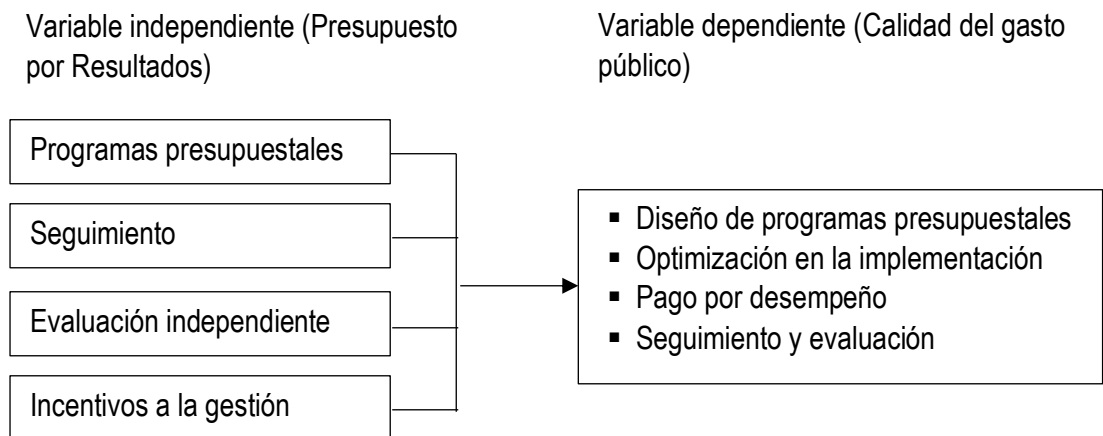 Variable independiente (Presupuesto
por Resultados)
Variable dependiente (Calidad del gasto
público)
Programas presupuestales
Seguimiento
Evaluación independiente
Incentivos a la gestión
▪ Diseño de programas presupuestales
▪ Optimización en la implementación
▪ Pago por desempeño
▪ Seguimiento y evaluación